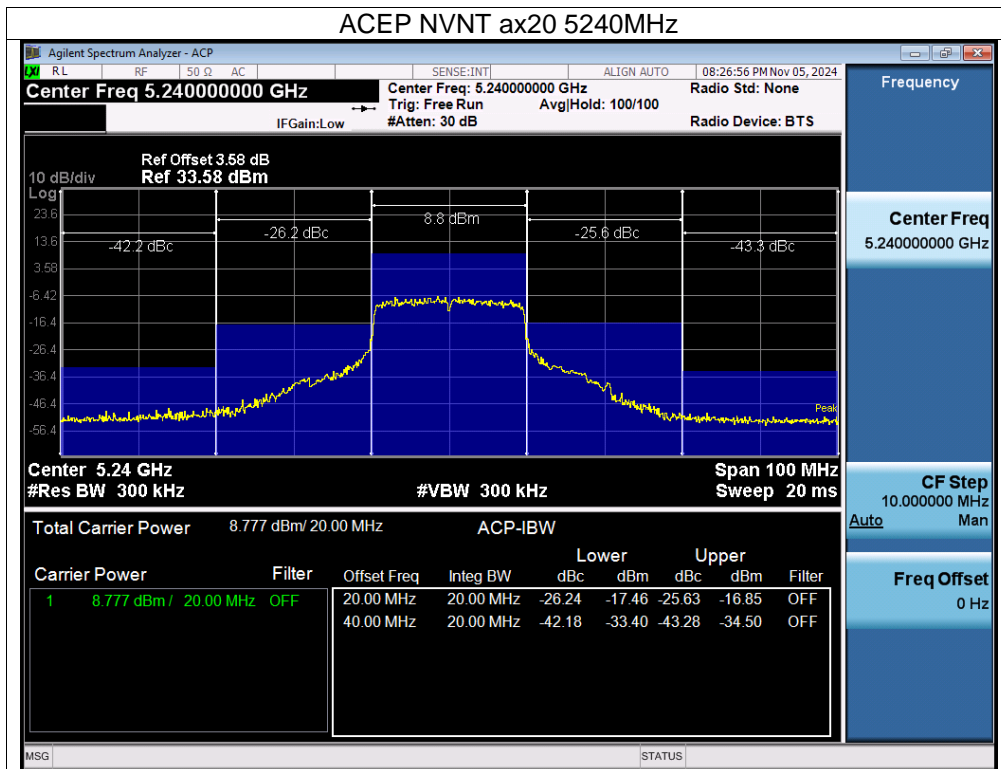 ACEP NVNT ax20 5240MHz
Agilent Spectrum Analyzer - ACP
LXI RL RF 50 Ω AC SENSE:INT ALIGN AUTO 08:26:56 PM Nov 05, 2024
Center Freq 5.240000000 GHz
Center Freq: 5.240000000 GHz
Radio Std: None
Trig: Free Run Avg|Hold: 100/100
IFGain:Low
#Atten: 30 dB
Radio Device: BTS
Frequency
Ref Offset 3.58 dB
10 dB/div Ref 33.58 dBm
Log
23.6
13.6
3.58
-6.42
-16.4
-26.4
-36.4
-46.4
-56.4
-42.2 dBc
-26.2 dBc
8.8 dBm
-25.6 dBc
-43.3 dBc
Peak
Center 5.24 GHz Span 100 MHz
#Res BW 300 kHz #VBW 300 kHz Sweep 20 ms
Total Carrier Power 8.777 dBm/ 20.00 MHz ACP-IBW
Lower Upper
Carrier Power Filter Offset Freq Integ BW dBc dBm dBc dBm Filter
1 8.777 dBm / 20.00 MHz OFF 20.00 MHz 20.00 MHz -26.24 -17.46 -25.63 -16.85 OFF
40.00 MHz 20.00 MHz -42.18 -33.40 -43.28 -34.50 OFF
Center Freq
5.240000000 GHz
CF Step
10.000000 MHz
Auto Man
Freq Offset
0 Hz
MSG STATUS